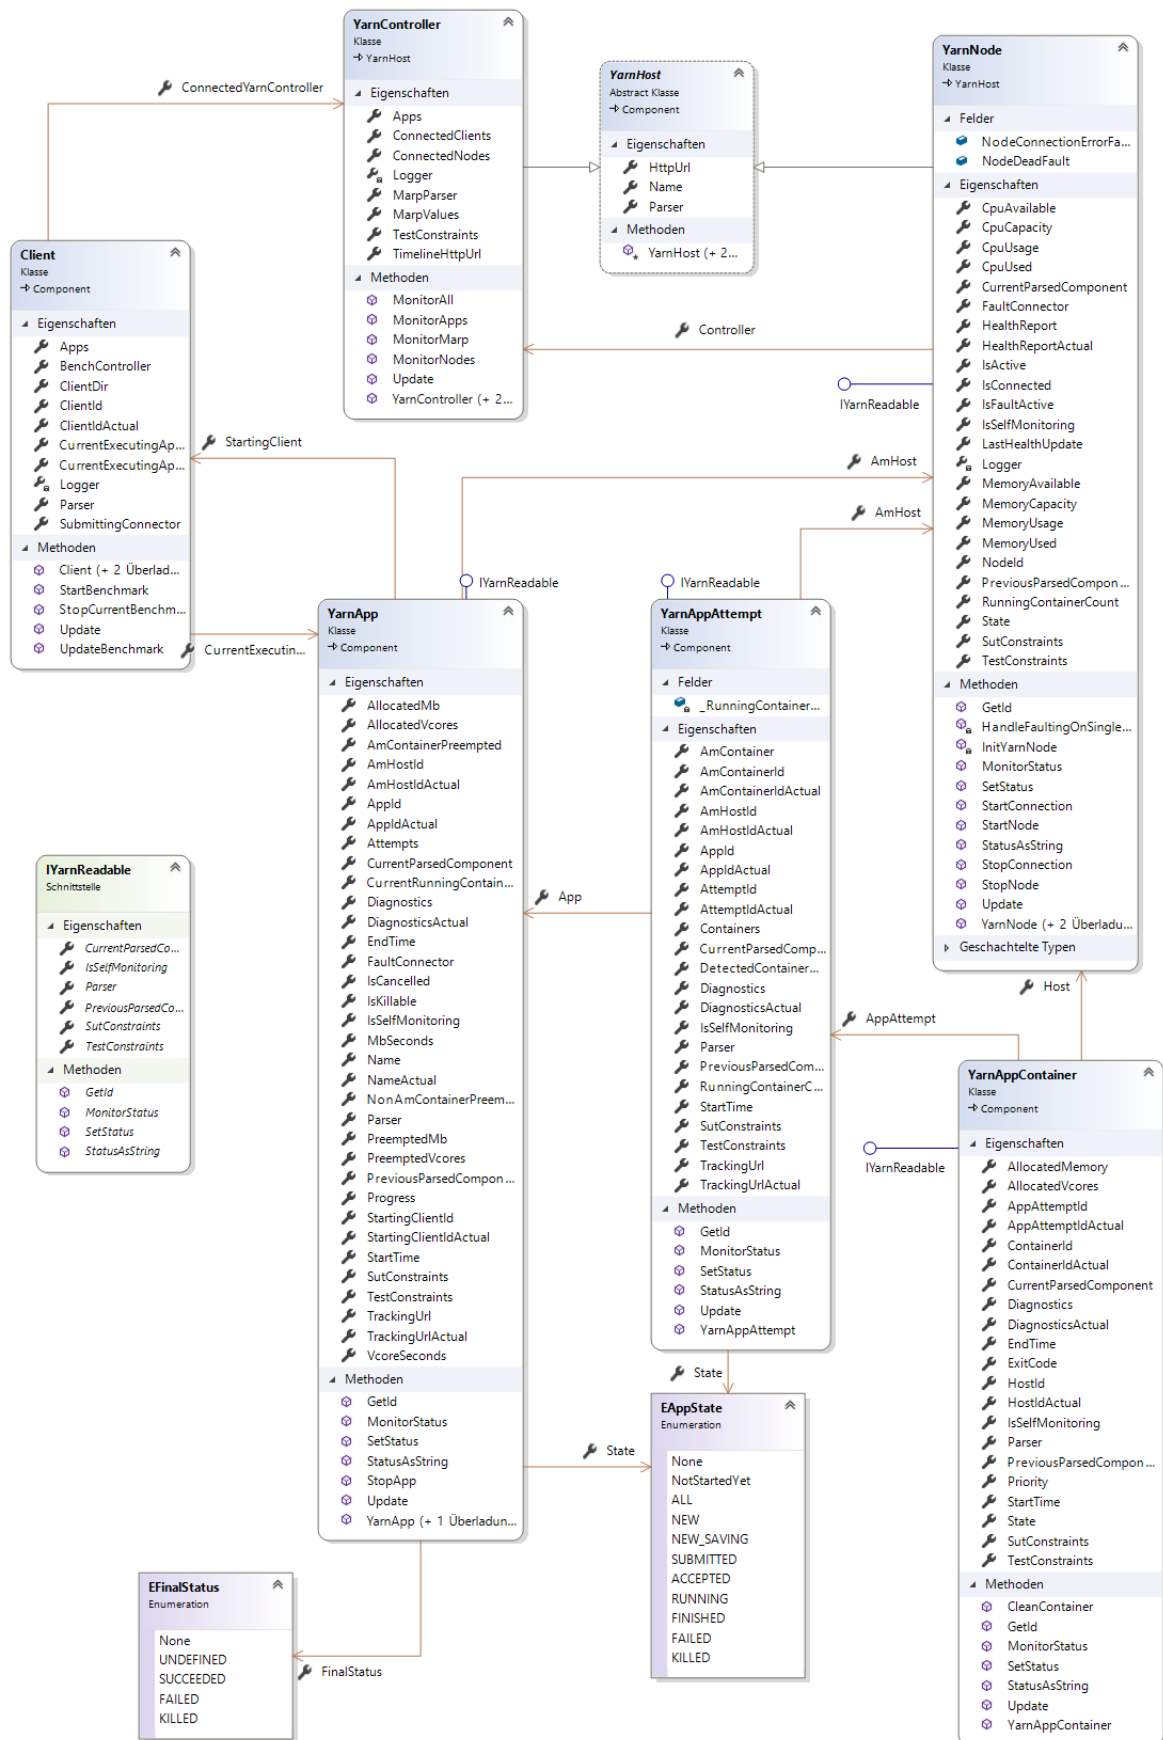 YarnController
Klasse
YarnHost
Eigenschaften
Apps
ConnectedClients
ConnectedNodes
Logger
MarpParser
MarpValues
TestConstraints
TimelineHttpUrl
Methoden
MonitorAll
MonitorApps
MonitorMarp
MonitorNodes
Update
YarnController (+ 2...
ConnectedYarnController
YarnHost
Abstract Klasse
Component
Eigenschaften
HttpUrl
Name
Parser
Methoden
YarnHost (+ 2...
YarnNode
Klasse
YarnHost
Felder
NodeConnectionErrorFa...
NodeDeadFault
Eigenschaften
CpuAvailable
CpuCapacity
CpuUsage
CpuUsed
CurrentParsedComponent
FaultConnector
HealthReport
HealthReportActual
IsActive
IsConnected
IsFaultActive
IsSelfMonitoring
LastHealthUpdate
Logger
MemoryAvailable
MemoryCapacity
MemoryUsage
MemoryUsed
NodeId
PreviousParsedCompon...
RunningContainerCount
State
SutConstraints
TestConstraints
Methoden
GetId
HandleFaultingOnSingle...
InitYarnNode
MonitorStatus
SetStatus
StartConnection
StartNode
StatusAsString
StopConnection
StopNode
Update
YarnNode (+ 2 Überladu...
Geschachtelte Typen
Controller
IYarnReadable
AmHost
AmHost
Client
Klasse
Component
Eigenschaften
Apps
BenchController
ClientDir
ClientId
ClientIdActual
CurrentExecutingAp...
CurrentExecutingAp...
Logger
Parser
SubmittingConnector
Methoden
Client (+ 2 Überlad...
StartBenchmark
StopCurrentBenchm...
Update
UpdateBenchmark
StartingClient
CurrentExecutin...
IYarnReadable
YarnApp
Klasse
Component
Eigenschaften
AllocatedMb
AllocatedVcores
AmContainerPreempted
AmHostId
AmHostIdActual
AppId
AppIdActual
Attempts
CurrentParsedComponent
CurrentRunningContain...
Diagnostics
DiagnosticsActual
EndTime
FaultConnector
IsCancelled
IsKillable
IsSelfMonitoring
MbSeconds
Name
NameActual
NonAmContainerPreem...
Parser
PreemptedMb
PreemptedVcores
PreviousParsedCompon...
Progress
StartingClientId
StartingClientIdActual
StartTime
SutConstraints
TestConstraints
TrackingUrl
TrackingUrlActual
VcoreSeconds
Methoden
GetId
MonitorStatus
SetStatus
StatusAsString
StopApp
Update
YarnApp (+ 1 Überladun...
IYarnReadable
YarnAppAttempt
Klasse
Component
Felder
_RunningContainer...
Eigenschaften
AmContainer
AmContainerId
AmContainerIdActual
AmHostId
AmHostIdActual
AppId
AppIdActual
AttemptId
AttemptIdActual
Containers
CurrentParsedComp...
DetectedContainer...
Diagnostics
DiagnosticsActual
IsSelfMonitoring
Parser
PreviousParsedCom...
RunningContainerC...
StartTime
SutConstraints
TestConstraints
TrackingUrl
TrackingUrlActual
Methoden
GetId
MonitorStatus
SetStatus
StatusAsString
Update
YarnAppAttempt
App
IYarnReadable
Schnittstelle
Eigenschaften
CurrentParsedCo...
IsSelfMonitoring
Parser
PreviousParsedCo...
SutConstraints
TestConstraints
Methoden
GetId
MonitorStatus
SetStatus
StatusAsString
Host
AppAttempt
IYarnReadable
YarnAppContainer
Klasse
Component
Eigenschaften
AllocatedMemory
AllocatedVcores
AppAttemptId
AppAttemptIdActual
ContainerId
ContainerIdActual
CurrentParsedComponent
Diagnostics
DiagnosticsActual
EndTime
ExitCode
HostId
HostIdActual
IsSelfMonitoring
Parser
PreviousParsedCompon...
Priority
StartTime
State
SutConstraints
TestConstraints
Methoden
CleanContainer
GetId
MonitorStatus
SetStatus
StatusAsString
Update
YarnAppContainer
State
State
EAppState
Enumeration
None
NotStartedYet
ALL
NEW
NEW_SAVING
SUBMITTED
ACCEPTED
RUNNING
FINISHED
FAILED
KILLED
EFinalStatus
Enumeration
None
UNDEFINED
SUCCEEDED
FAILED
KILLED
FinalStatus